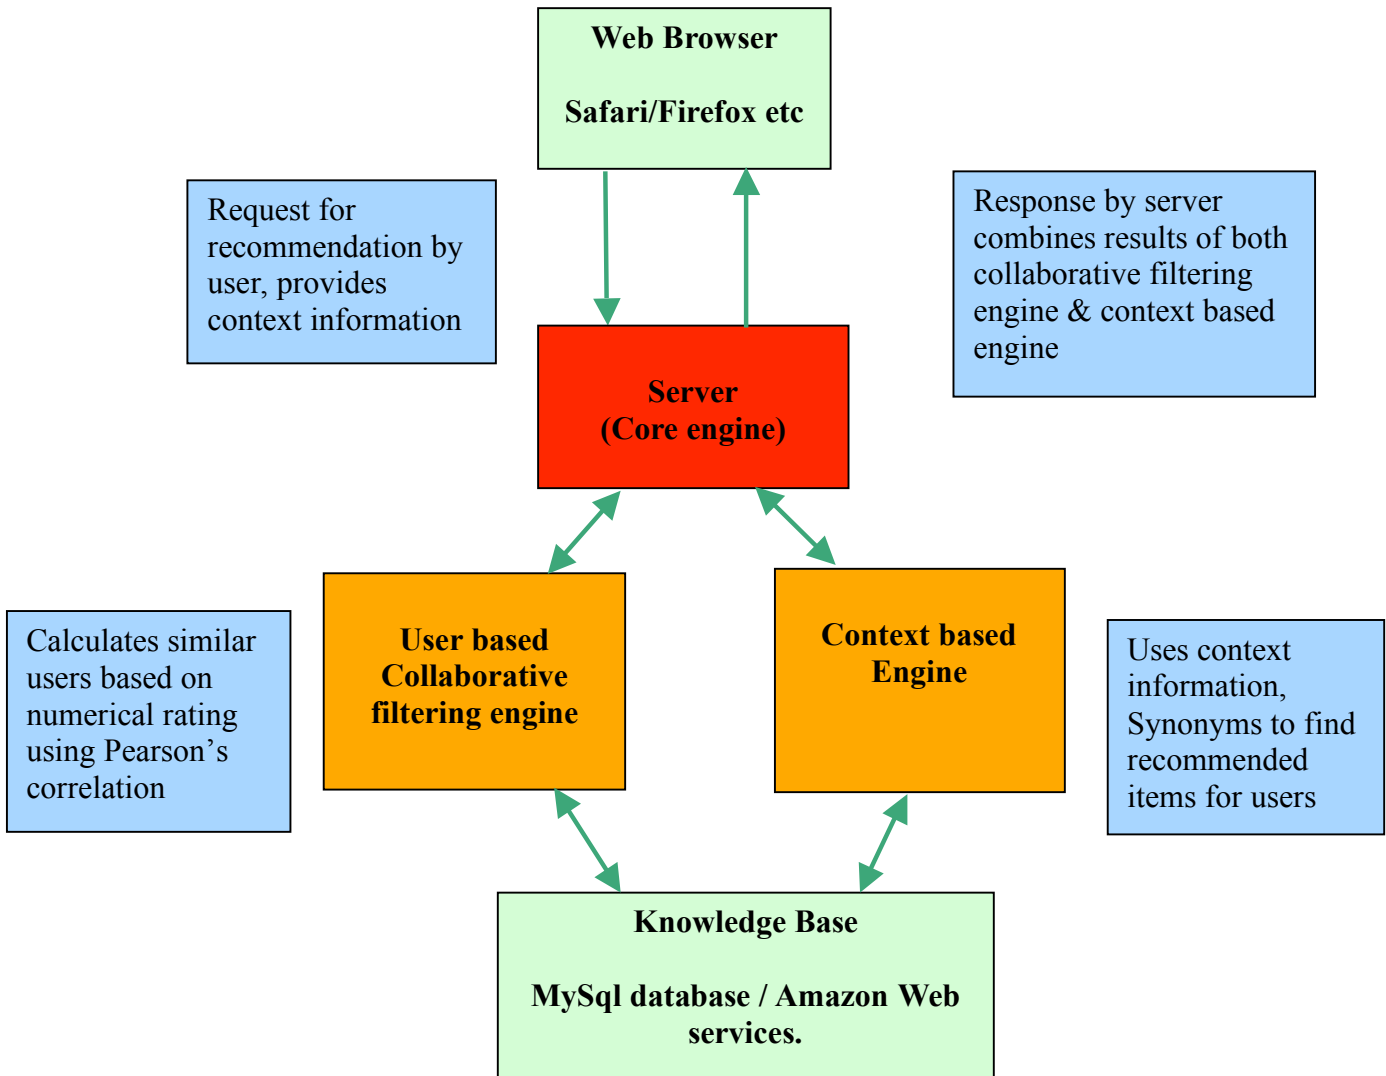 Web Browser
Safari/Firefox etc
Request for
recommendation by
user, provides
context information
Response by server
combines results of both
collaborative filtering
engine & context based
engine
Server
(Core engine)
Calculates similar
users based on
numerical rating
using Pearson’s
correlation
User based
Collaborative
filtering engine
Context based
Engine
Uses context
information,
Synonyms to find
recommended
items for users
Knowledge Base
MySql database / Amazon Web
services.